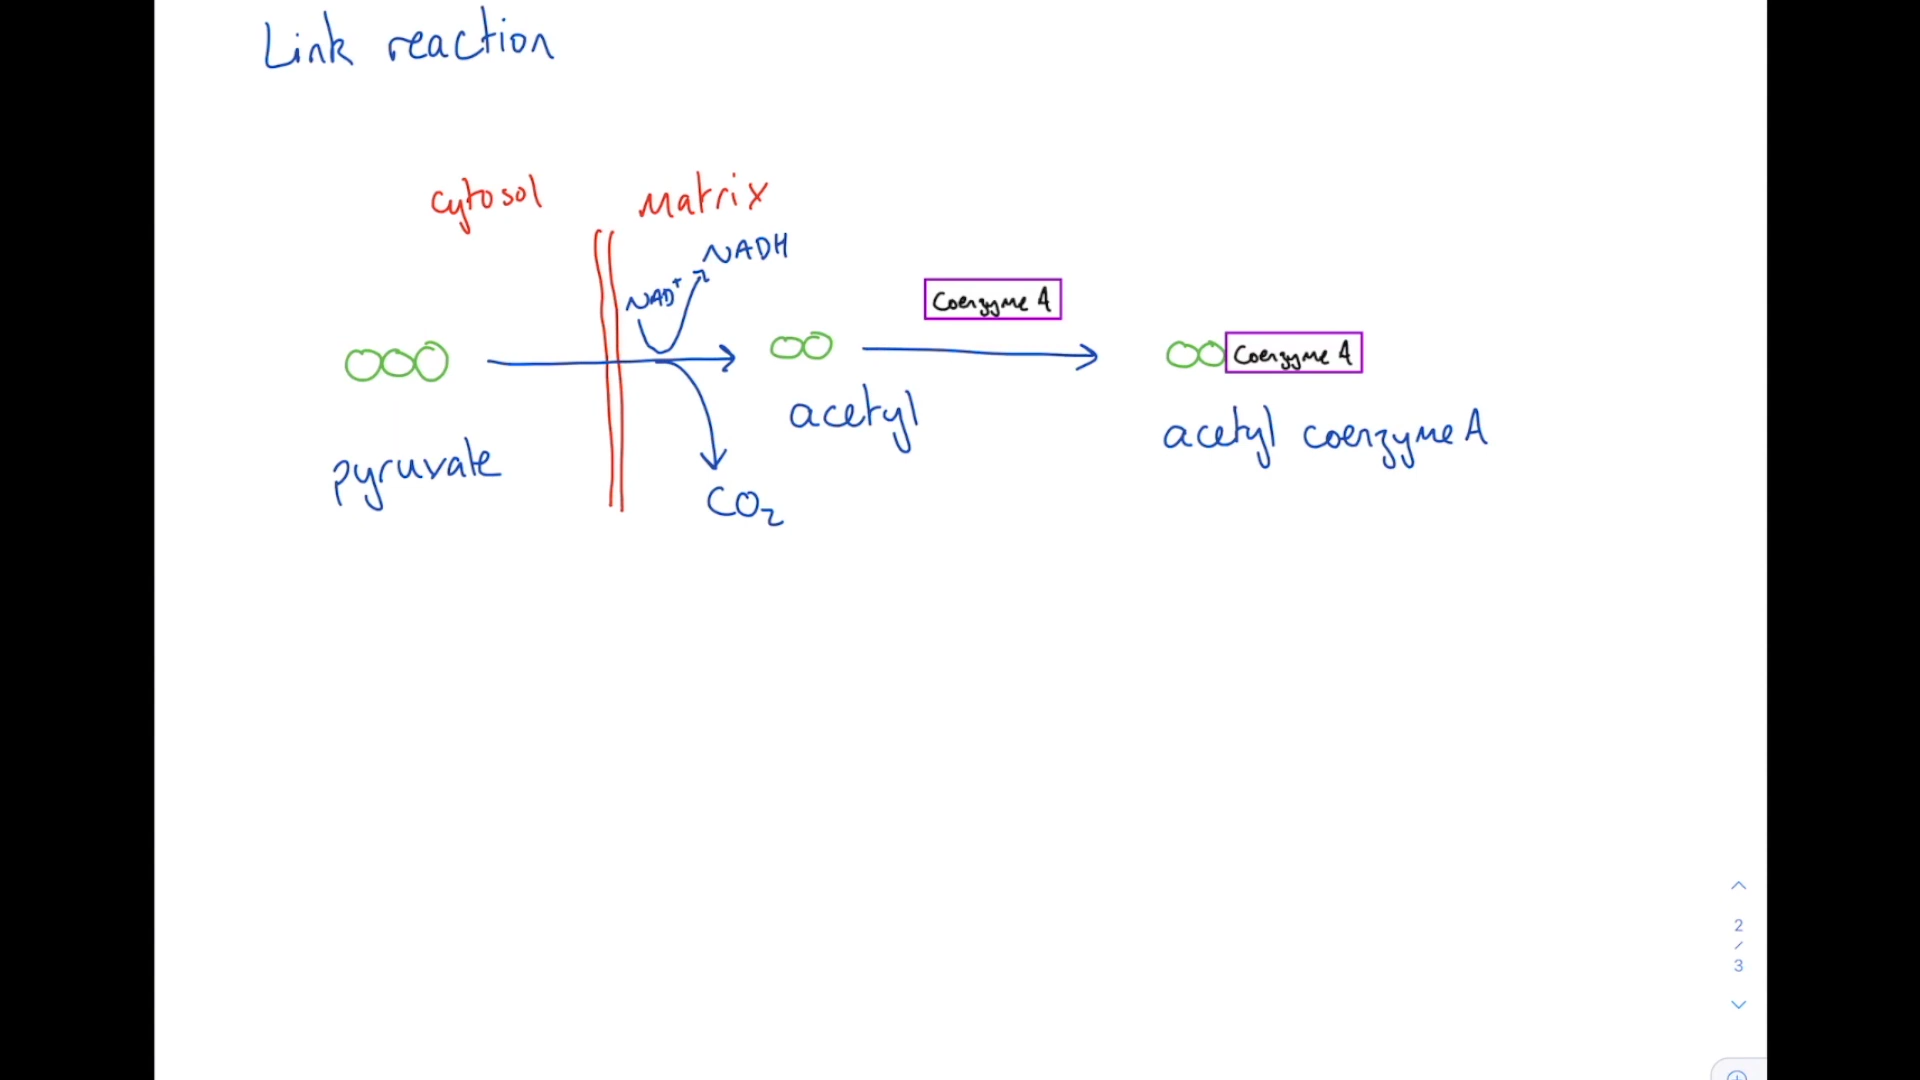 Link reaction
cytosol
Matrix
NADH
NAD+
Coenzyme A
Coenzyme A
acetyl
acetyl coenzyme A
pyruvate
CO2
2
/
3